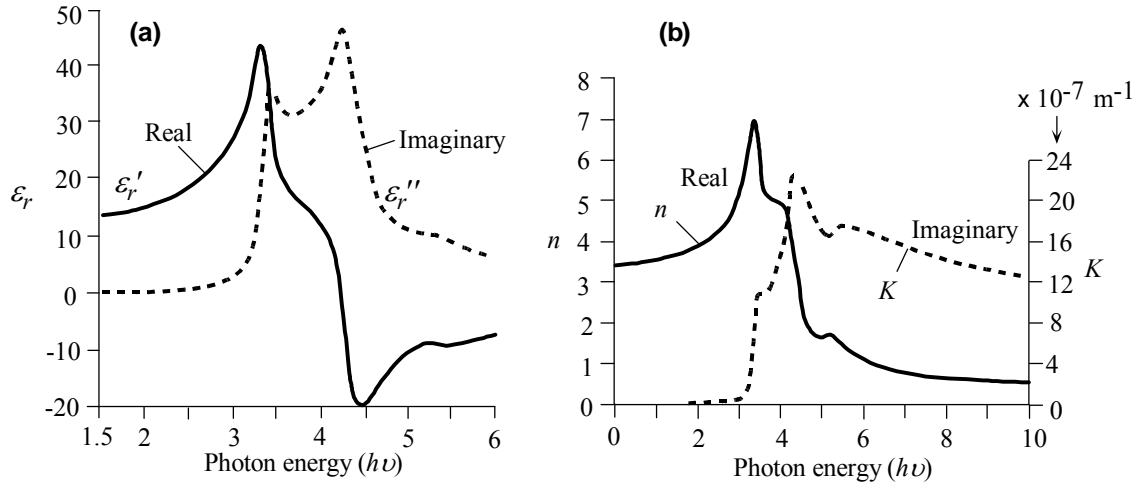 (a)
50
40
30
20
10
0
-10
-20
εr
εr′
Real
Imaginary
εr′′
1.5 2 3 4 5 6
Photon energy (hυ)
(b)
8
7
6
5
4
3
2
1
0
n
x 10⁻⁷ m⁻¹
Real
n
Imaginary
K
24
20
16
12
8
4
0
K
0 2 4 6 8 10
Photon energy (hυ)